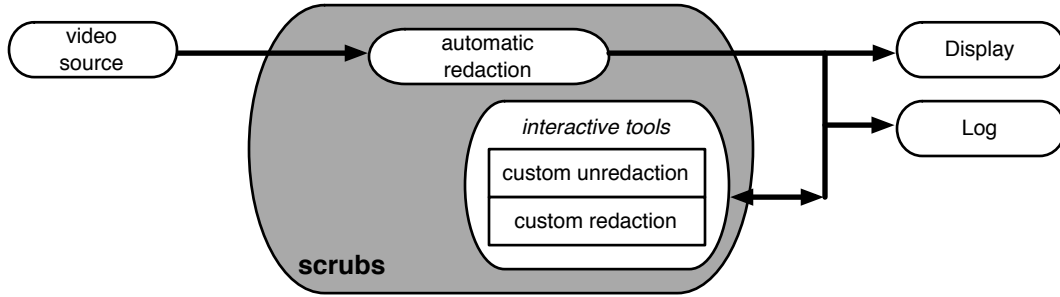 video
source
automatic
redaction
Display
Log
interactive tools
custom unredaction
custom redaction
scrubs